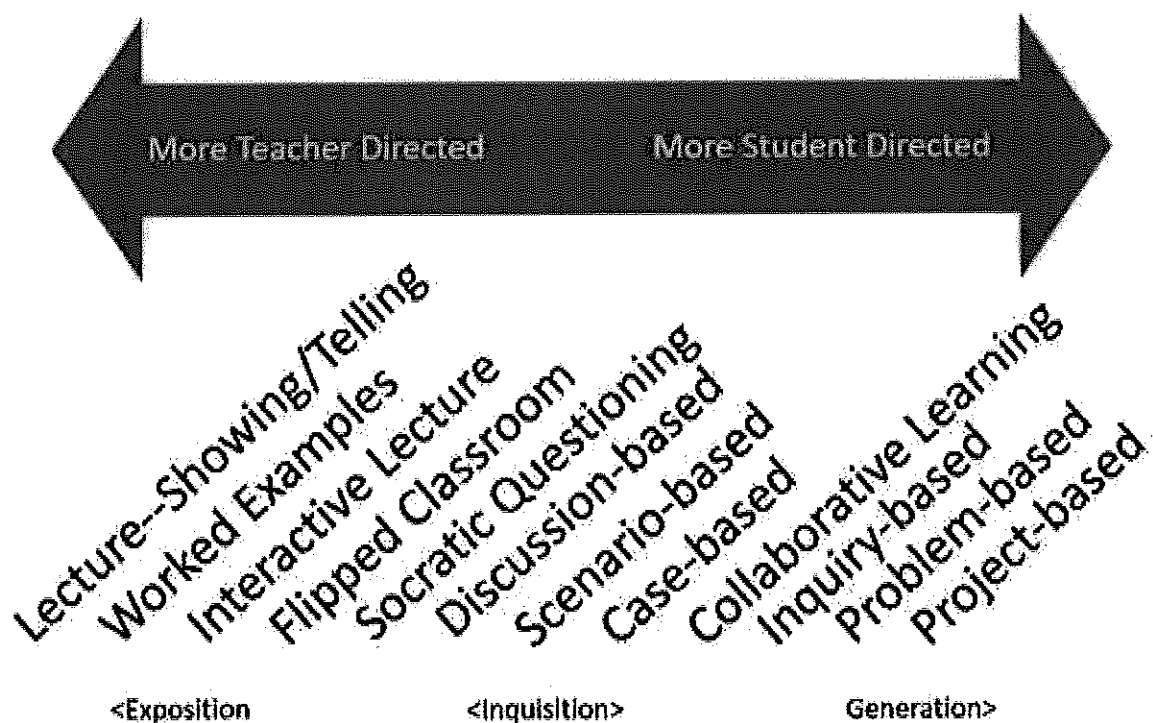 More Teacher Directed
More Student Directed
Lecture--Showing/Telling
Worked Examples
Interactive Lecture
Flipped Classroom
Socratic Questioning
Discussion-based
Scenario-based
Case-based
Collaborative Learning
Inquiry-based
Problem-based
Project-based
<Exposition
<Inquisition>
Generation>